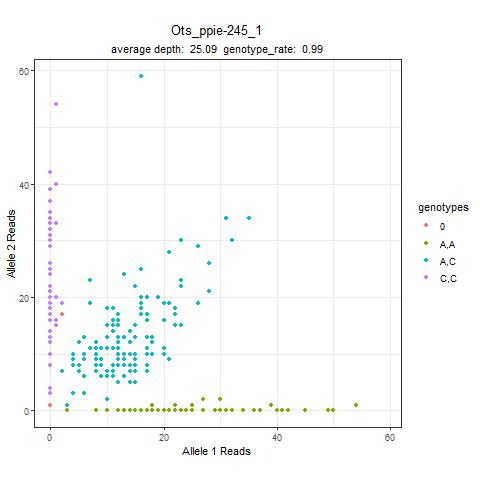 Ots_ppie-245_1
average depth: 25.09 genotype_rate: 0.99
60
40
20
0
Allele 2 Reads
0 20 40 60
Allele 1 Reads
genotypes
0
A,A
A,C
C,C